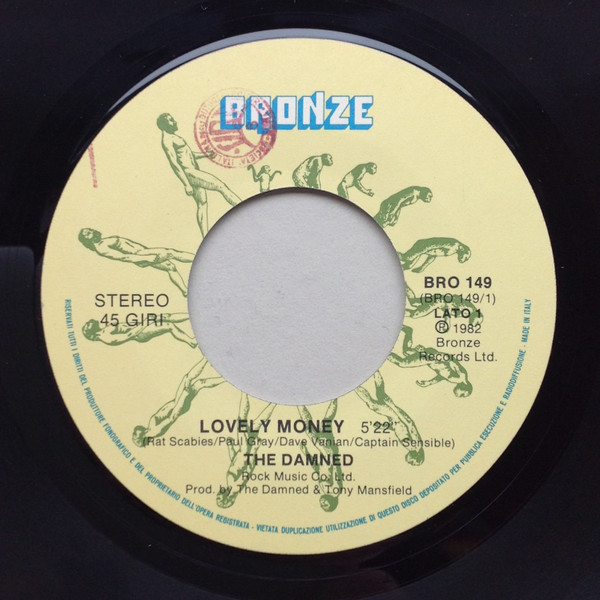 BRONZE
STEREO
45 GIRI
BRO 149
(BRO 149/1)
LATO 1
℗ 1982
Bronze
Records Ltd.
LOVELY MONEY 5'22"
(Rat Scabies/Paul Gray/Dave Vanian/Captain Sensible)
THE DAMNED
Rock Music Co. Ltd.
Prod. by The Damned & Tony Mansfield
RISERVATI TUTTI I DIRITTI DEL PRODUTTORE FONOGRAFICO E DEL PROPRIETARIO DELL'OPERA REGISTRATA - VIETATA DUPLICAZIONE UTILIZZAZIONE DI QUESTO DISCO DEPOSITATO PER PUBBLICA ESECUZIONE E RADIODIFFUSIONE - MADE IN ITALY